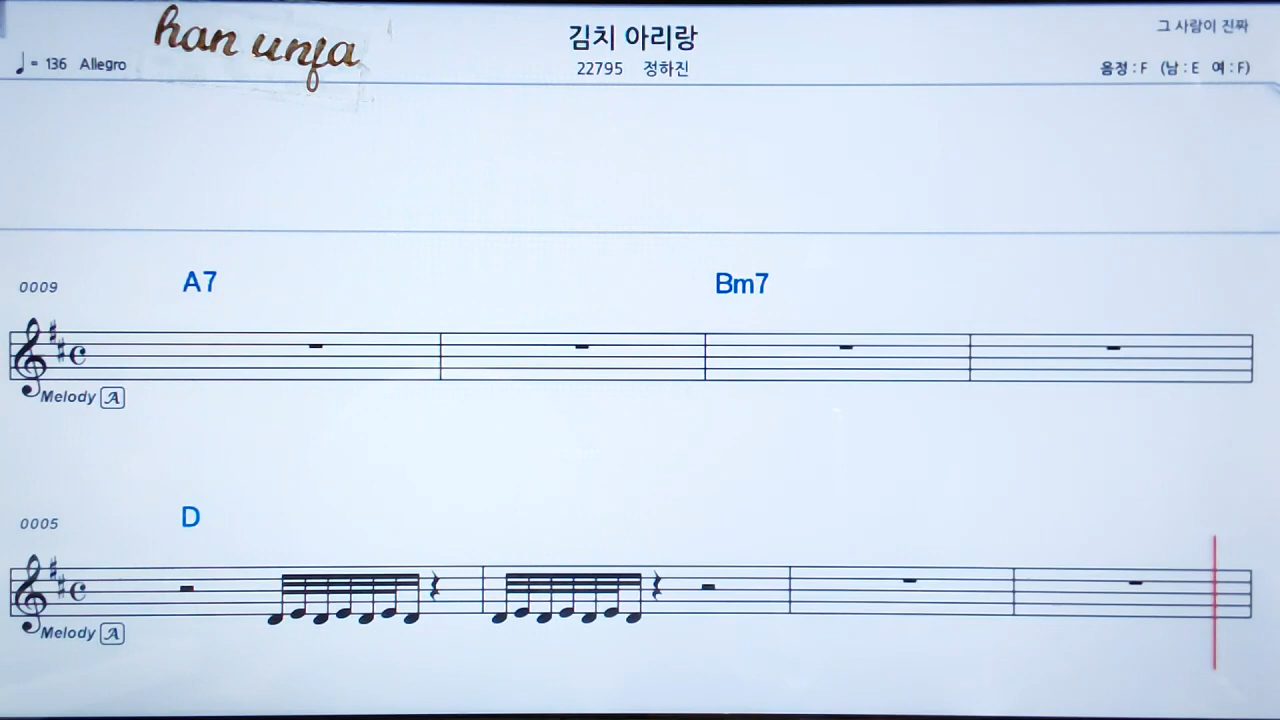 han unfa
김치 아리랑
그 사람이 진짜
♩= 136 Allegro
22795 정하진
음정 : F (남 : E 여 : F)
0009
A7
Bm7
Melody A
0005
D
Melody A